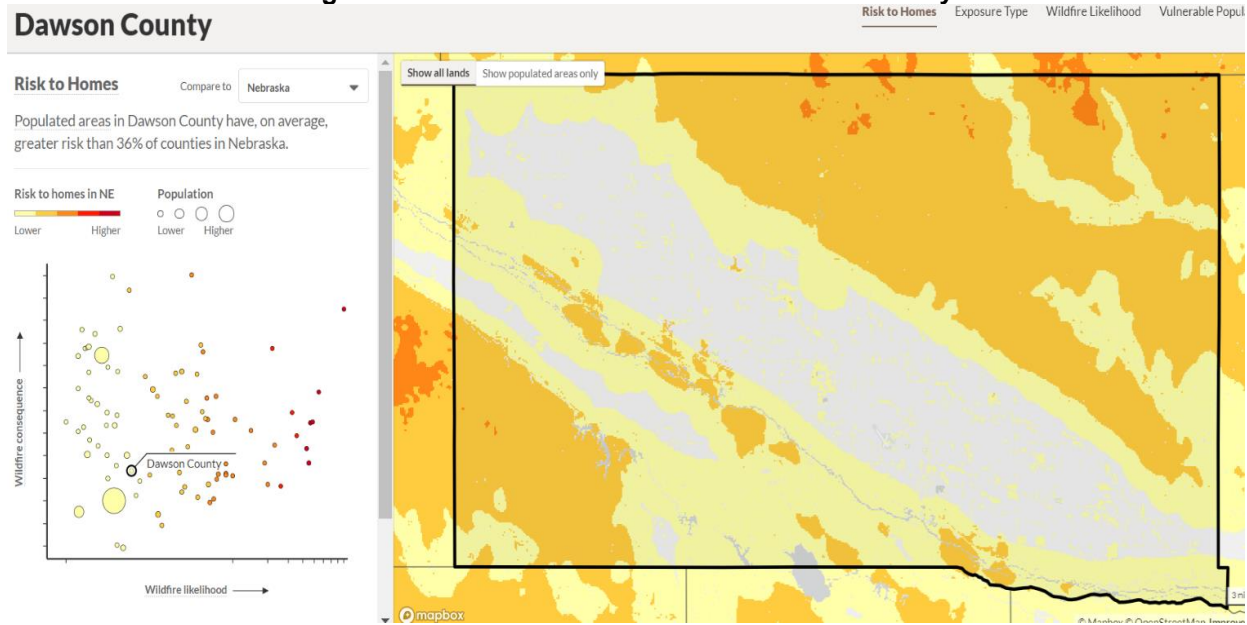 Dawson County
Risk to Homes Exposure Type Wildfire Likelihood
Risk to Homes
Compare to
Nebraska
Populated areas in Dawson County have, on average,
greater risk than 36% of counties in Nebraska.
Risk to homes in NE
Lower Higher
Population
Lower Higher
Wildfire consequence
Dawson County
Wildfire likelihood
Show all lands Show populated areas only
mapbox
© Mapbox © OpenStreetMap